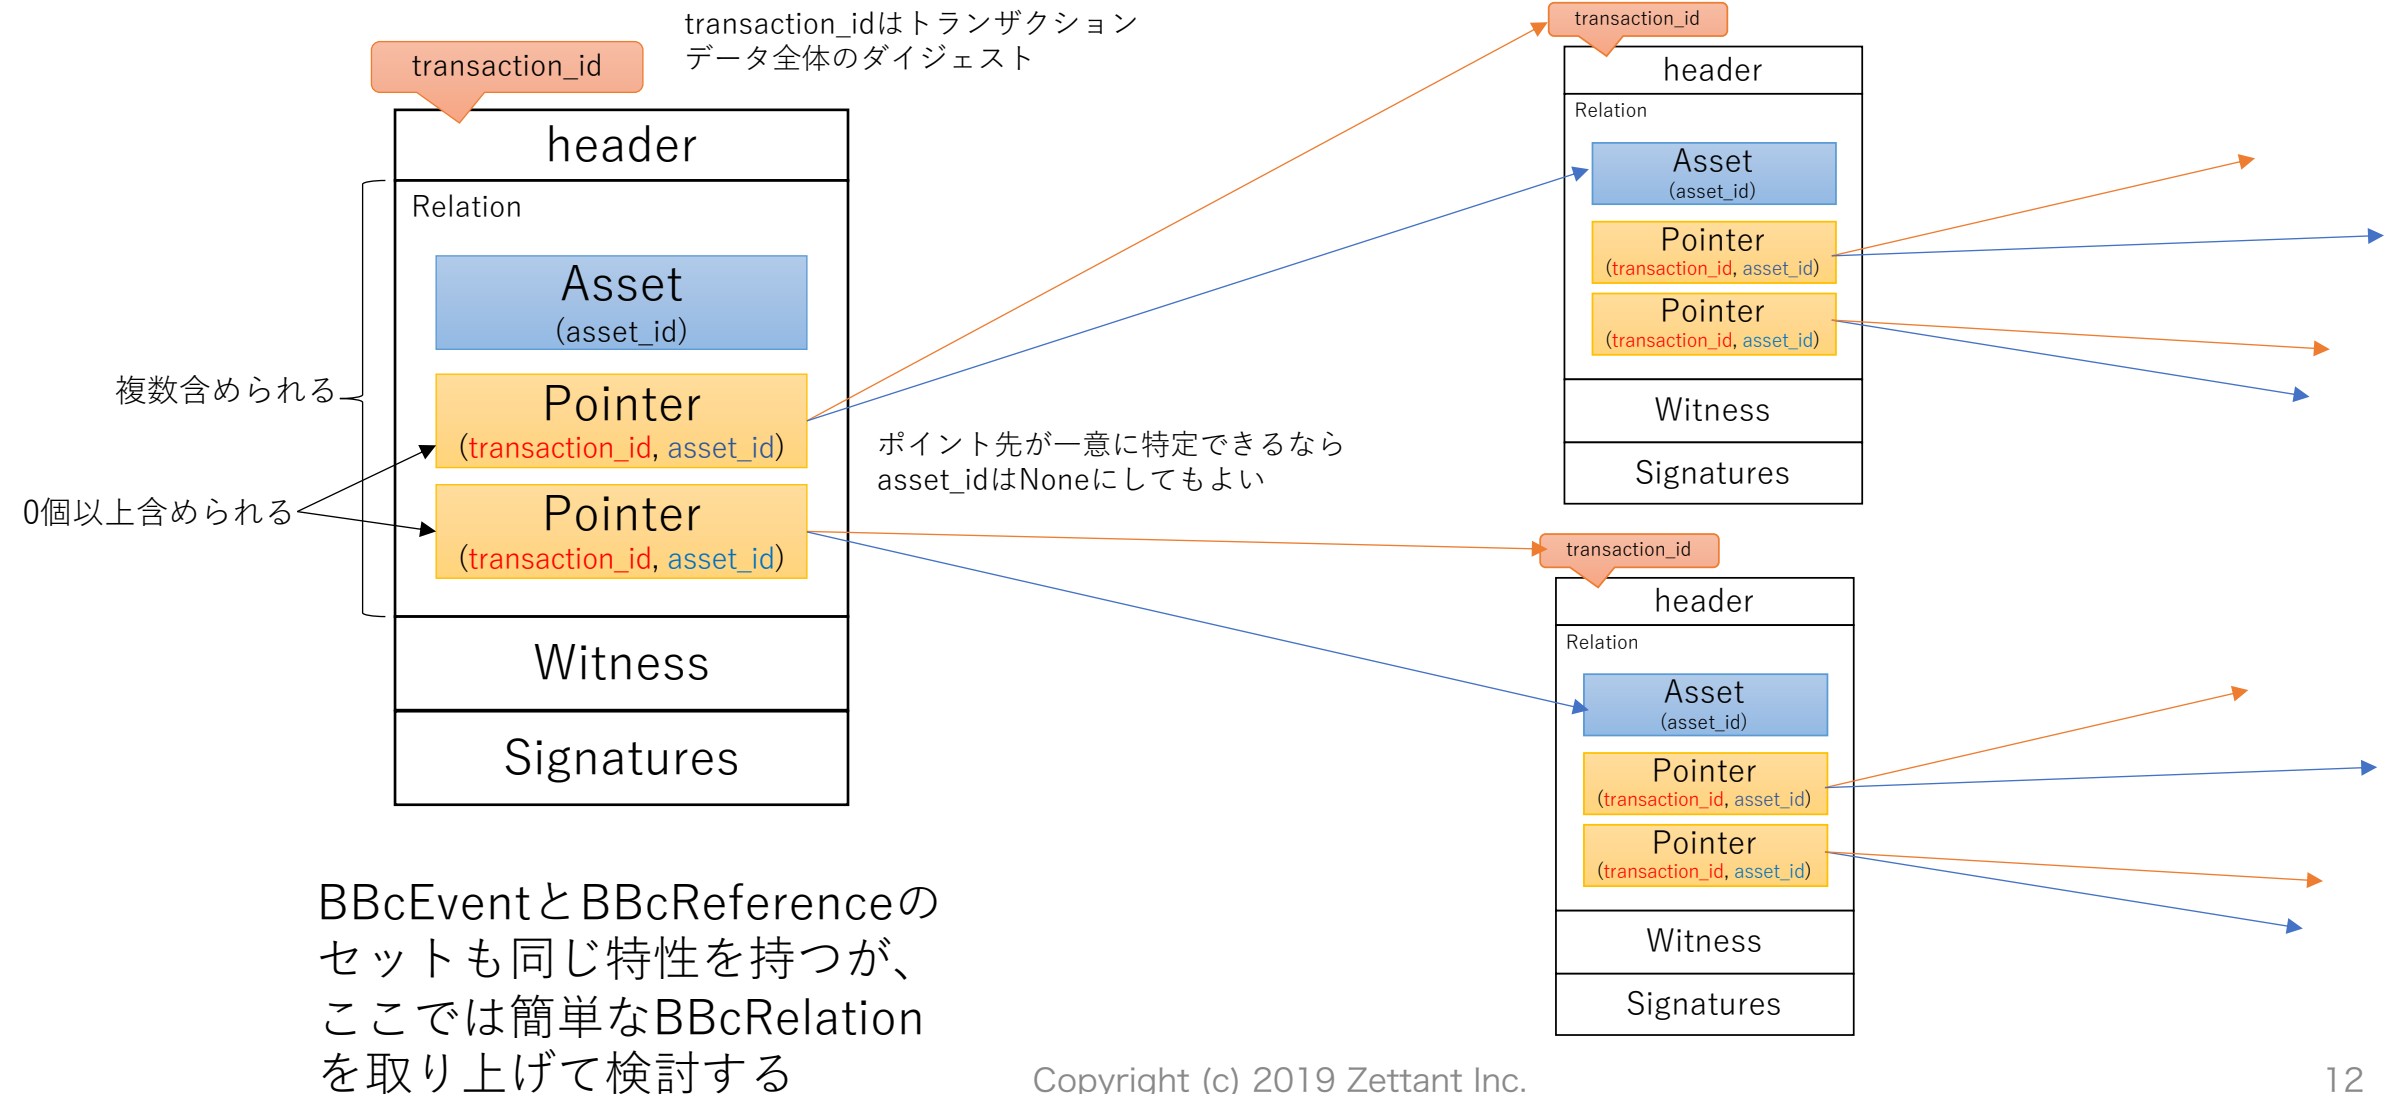 transaction_idはトランザクション
データ全体のダイジェスト
transaction_id
header
Relation
Asset
(asset_id)
Pointer
(transaction_id, asset_id)
Pointer
(transaction_id, asset_id)
Witness
Signatures
複数含められる
0個以上含められる
ポイント先が一意に特定できるなら
asset_idはNoneにしてもよい
transaction_id
header
Relation
Asset
(asset_id)
Pointer
(transaction_id, asset_id)
Pointer
(transaction_id, asset_id)
Witness
Signatures
transaction_id
header
Relation
Asset
(asset_id)
Pointer
(transaction_id, asset_id)
Pointer
(transaction_id, asset_id)
Witness
Signatures
BBcEventとBBcReferenceの
セットも同じ特性を持つが、
ここでは簡単なBBcRelation
を取り上げて検討する
Copyright (c) 2019 Zettant Inc.
12